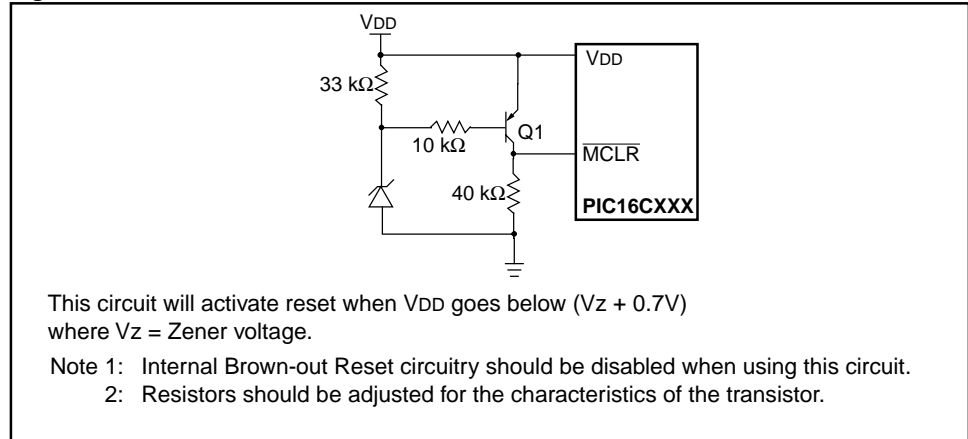 VDD
VDD
33 kΩ
Q1
10 kΩ
MCLR
40 kΩ
PIC16CXXX
This circuit will activate reset when VDD goes below (Vz + 0.7V)
where Vz = Zener voltage.
Note 1: Internal Brown-out Reset circuitry should be disabled when using this circuit.
2: Resistors should be adjusted for the characteristics of the transistor.